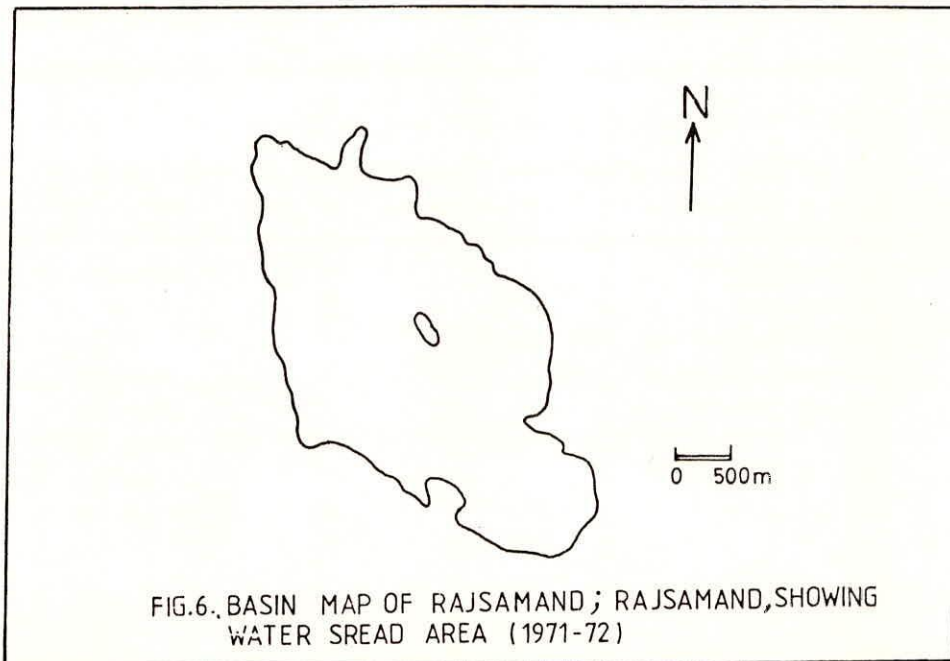 N
0 500m
FIG.6. BASIN MAP OF RAJSAMAND; RAJSAMAND, SHOWING
WATER SREAD AREA (1971-72)